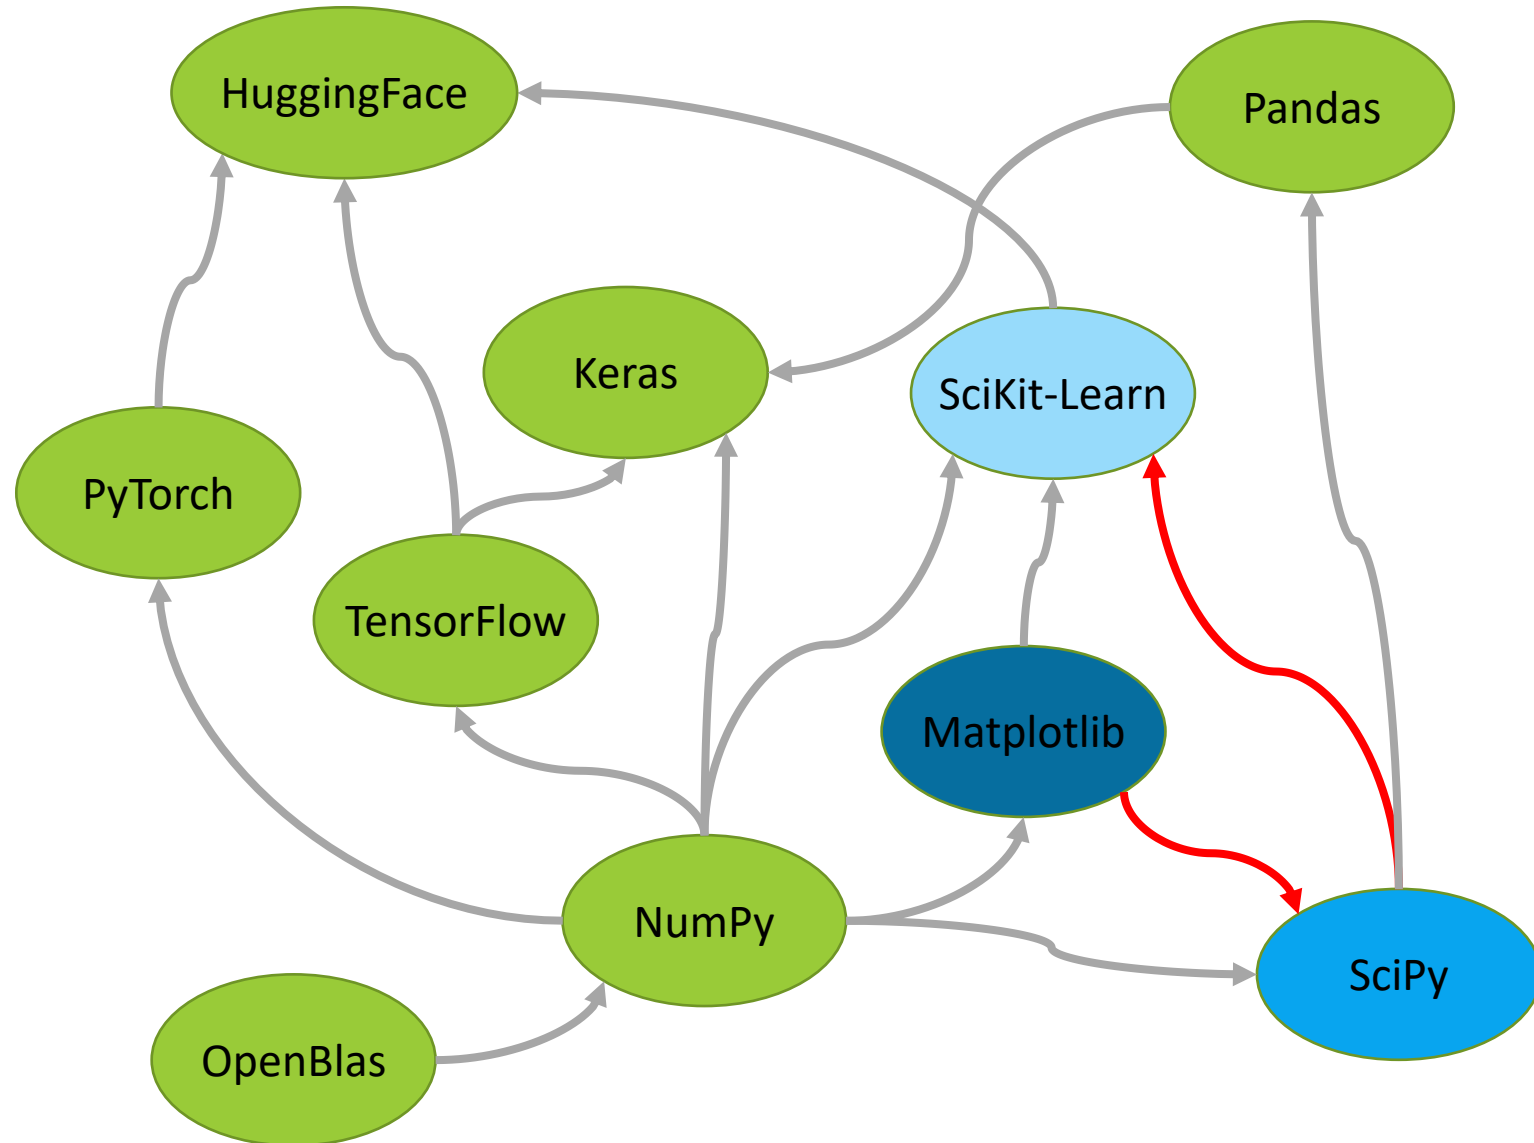 HuggingFace
Pandas
Keras
SciKit-Learn
PyTorch
TensorFlow
Matplotlib
NumPy
SciPy
OpenBlas